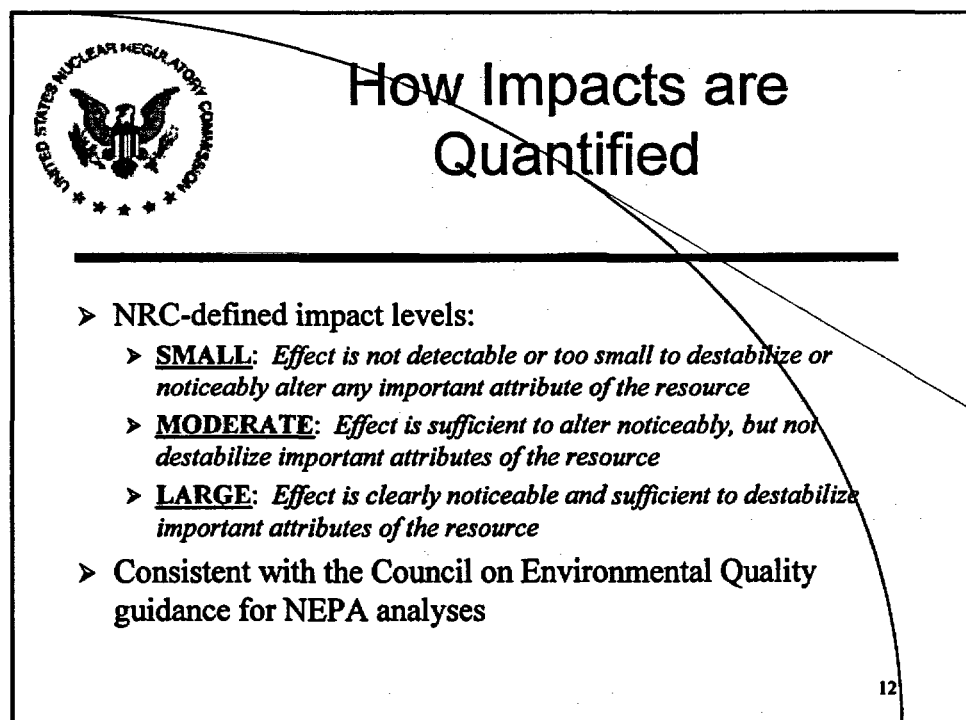 UNITED STATES NUCLEAR REGULATORY COMMISSION
How Impacts are
Quantified
➢ NRC-defined impact levels:
➢ SMALL: Effect is not detectable or too small to destabilize or
noticeably alter any important attribute of the resource
➢ MODERATE: Effect is sufficient to alter noticeably, but not
destabilize important attributes of the resource
➢ LARGE: Effect is clearly noticeable and sufficient to destabilize
important attributes of the resource
➢ Consistent with the Council on Environmental Quality
guidance for NEPA analyses
12